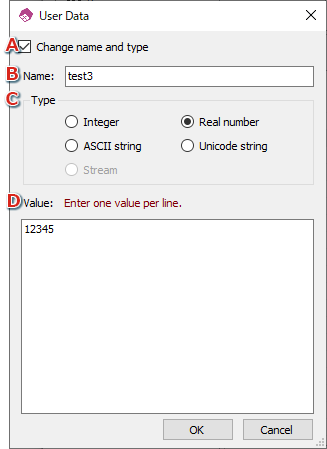 User Data
A Change name and type
B Name: test3
C Type
Integer Real number
ASCII string Unicode string
Stream
D Value: Enter one value per line.
12345
OK Cancel